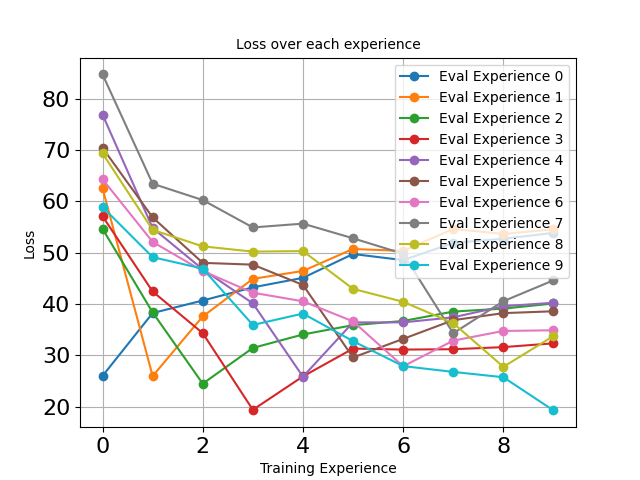 Loss over each experience
Loss
80
70
60
50
40
30
20
0
2
4
6
8
Training Experience
Eval Experience 0
Eval Experience 1
Eval Experience 2
Eval Experience 3
Eval Experience 4
Eval Experience 5
Eval Experience 6
Eval Experience 7
Eval Experience 8
Eval Experience 9